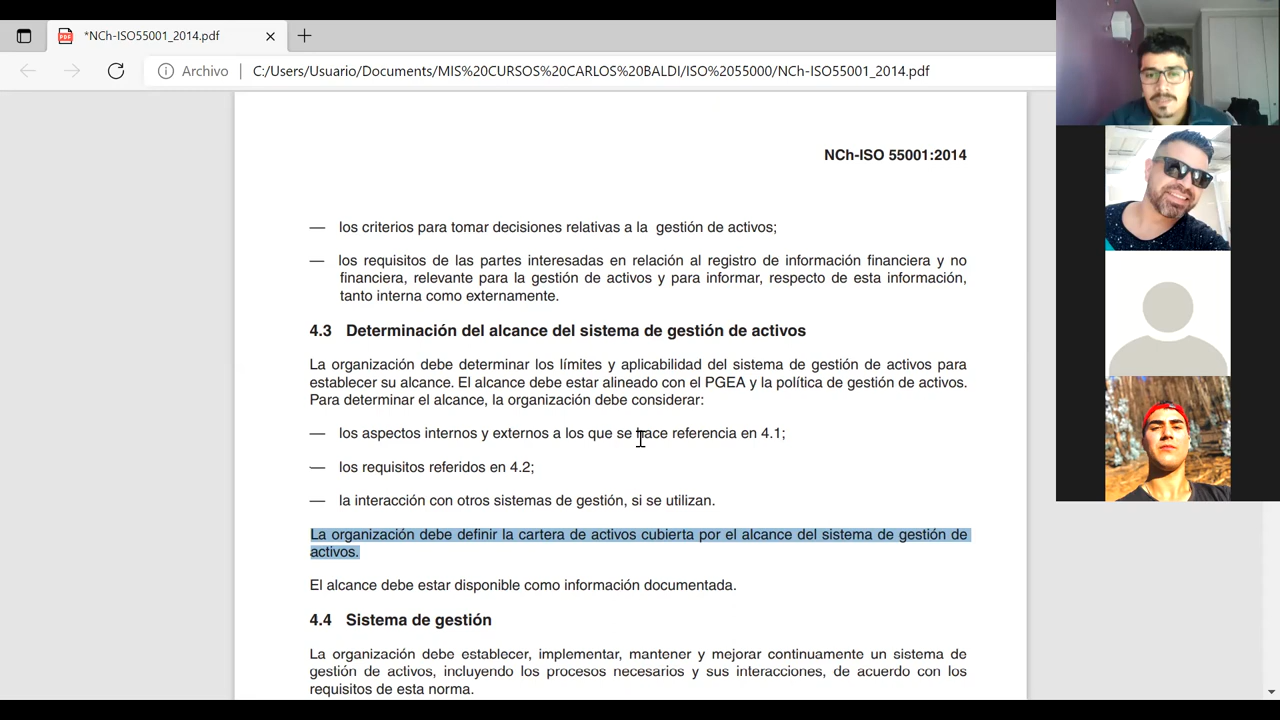 *NCh-ISO55001_2014.pdf
Archivo | C:/Users/Usuario/Documents/MIS%20CURSOS%20CARLOS%20BALDI/ISO%2055000/NCh-ISO55001_2014.pdf
NCh-ISO 55001:2014
— los criterios para tomar decisiones relativas a la gestión de activos;
— los requisitos de las partes interesadas en relación al registro de información financiera y no
financiera, relevante para la gestión de activos y para informar, respecto de esta información,
tanto interna como externamente.
4.3 Determinación del alcance del sistema de gestión de activos
La organización debe determinar los límites y aplicabilidad del sistema de gestión de activos para
establecer su alcance. El alcance debe estar alineado con el PGEA y la política de gestión de activos.
Para determinar el alcance, la organización debe considerar:
— los aspectos internos y externos a los que se hace referencia en 4.1;
— los requisitos referidos en 4.2;
— la interacción con otros sistemas de gestión, si se utilizan.
La organización debe definir la cartera de activos cubierta por el alcance del sistema de gestión de
activos.
El alcance debe estar disponible como información documentada.
4.4 Sistema de gestión
La organización debe establecer, implementar, mantener y mejorar continuamente un sistema de
gestión de activos, incluyendo los procesos necesarios y sus interacciones, de acuerdo con los
requisitos de esta norma.